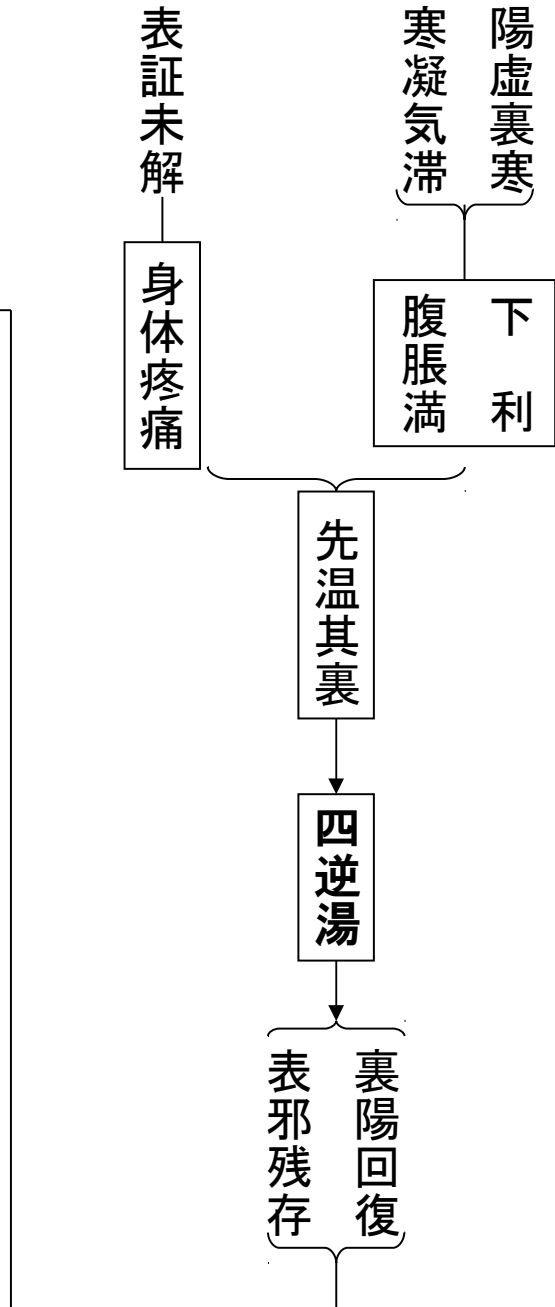 陽虚裏寒
寒凝気滞
下利
腹脹満
表証未解
身体疼痛
先温其裏
四逆湯
裏陽回復
表邪残存